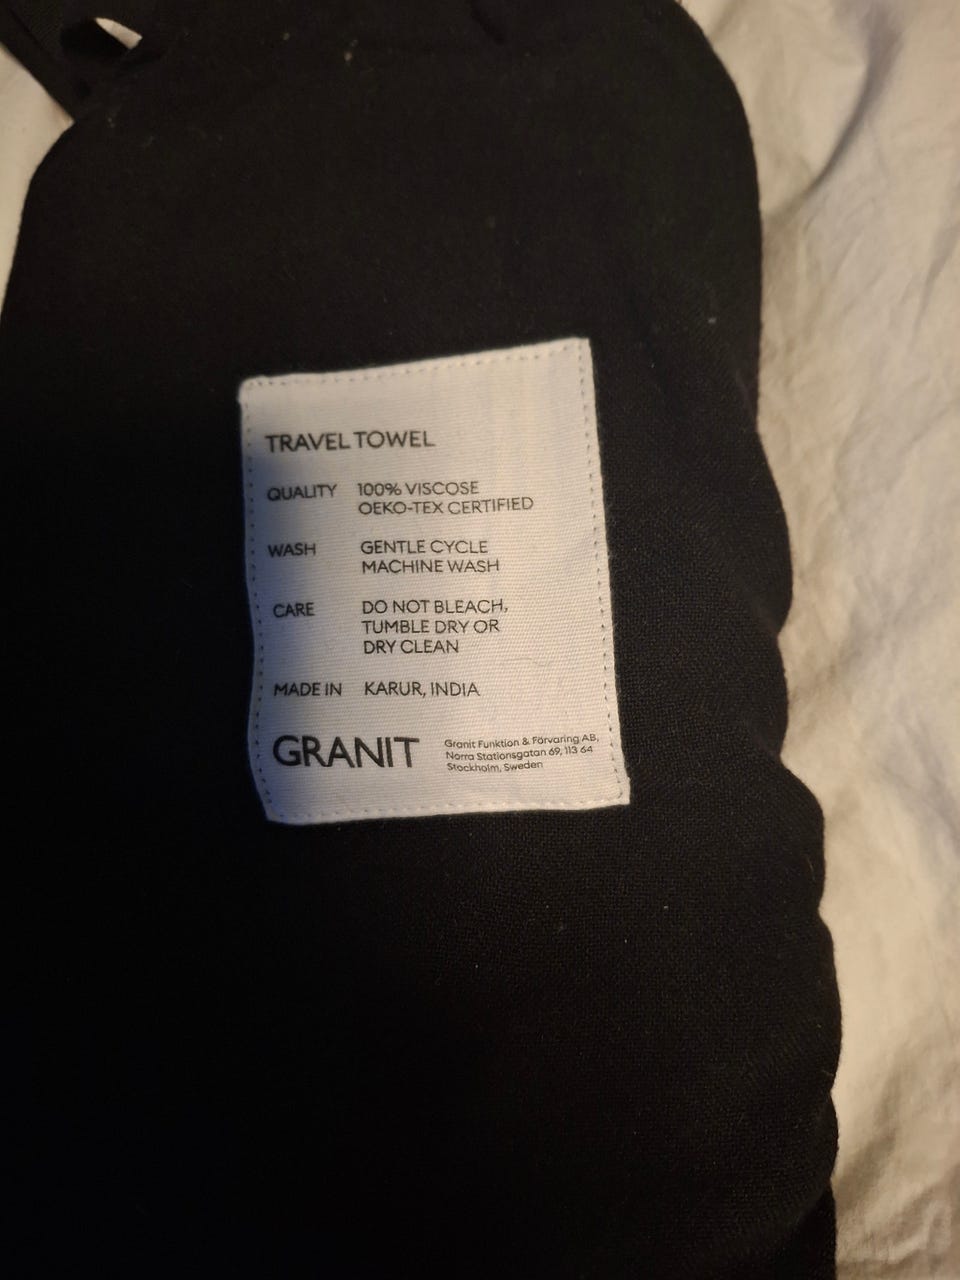 TRAVEL TOWEL
QUALITY 100% VISCOSE
OEKO-TEX CERTIFIED
WASH GENTLE CYCLE
MACHINE WASH
CARE DO NOT BLEACH,
TUMBLE DRY OR
DRY CLEAN
MADE IN KARUR, INDIA
GRANIT
Granit Funktion & Förvaring AB,
Norra Stationsgatan 69, 113 64
Stockholm, Sweden